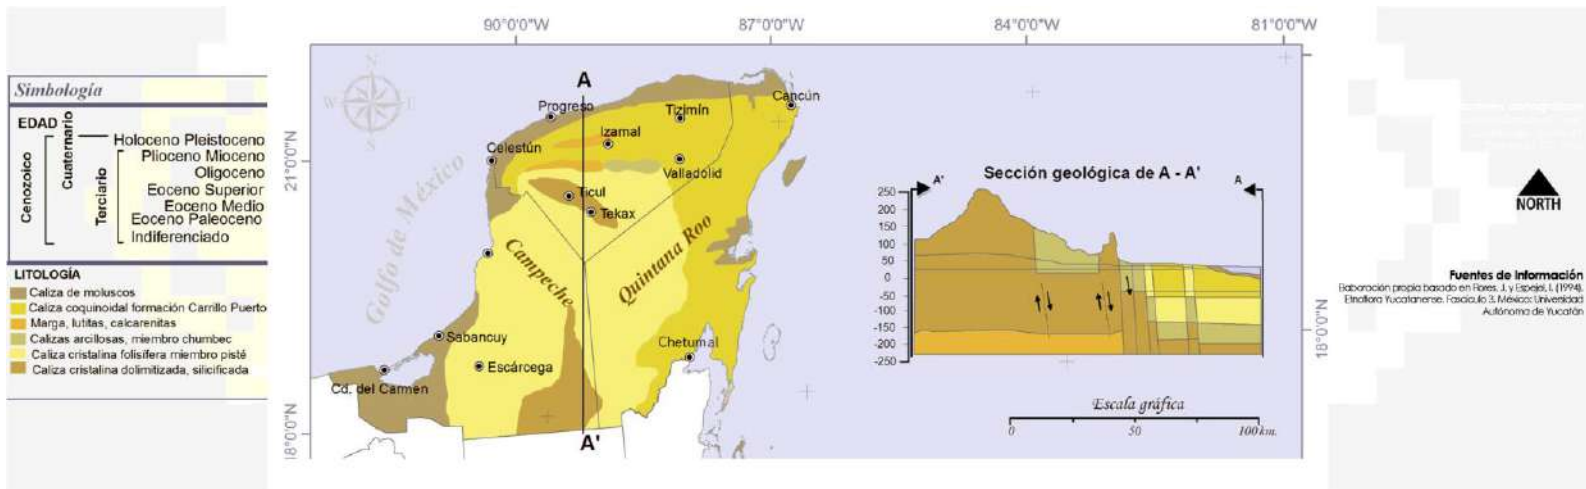 Simbología
EDAD
Cenozoico
Cuaternario
Terciario
Holoceno Pleistoceno
Plioceno Mioceno
Oligoceno
Eoceno Superior
Eoceno Medio
Eoceno Paleoceno
Indiferenciado
LITOLOGÍA
Caliza de moluscos
Caliza coquinoidal formación Carrillo Puerto
Marga, lutitas, calcarenitas
Calizas arcillosas, miembro chumbec
Caliza cristalina folisífera miembro pisté
Caliza cristalina dolimitizada, silicificada
90°0'0"W 87°0'0"W 84°0'0"W 81°0'0"W
21°0'0"N
18°0'0"N
18°0'0"N
N
W E
S
Golfo de México
A
Progreso
Tizimín
Cancún
Izamal
Celestún
Valladolid
Ticul
Tekax
Campeche
Quintana Roo
Sabancuy
Chetumal
Escárcega
Cd. del Carmen
A'
Sección geológica de A - A'
A' A
250
200
150
100
50
0
-50
-100
-150
-200
-250
Escala gráfica
0 50 100 km.
NORTH
Fuentes de Información
Elaboración propia basado en Flores, J. y Espejel, I. (1994).
Etnoflora Yucatanense. Fascículo 3. México: Universidad
Autónoma de Yucatán